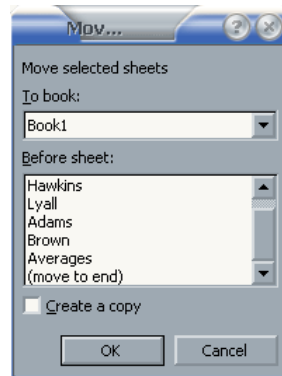 Mov...
Move selected sheets
To book:
Book1
Before sheet:
Hawkins
Lyall
Adams
Brown
Averages
(move to end)
Create a copy
OK Cancel